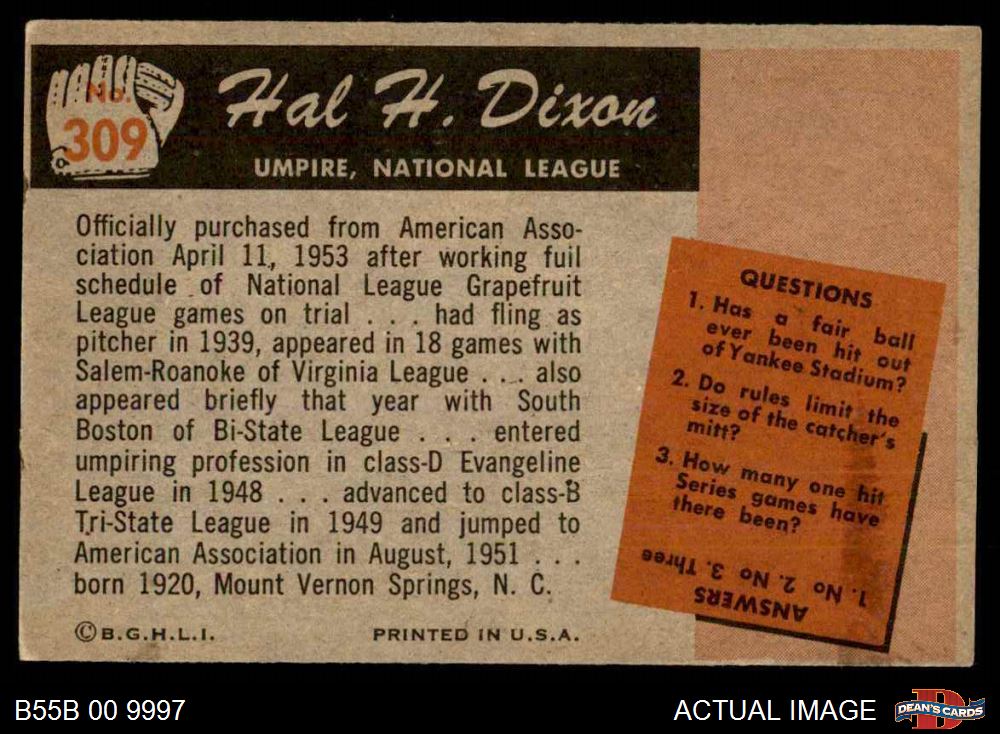 No.
309
Hal H. Dixon
UMPIRE, NATIONAL LEAGUE
Officially purchased from American Asso-
ciation April 11, 1953 after working full
schedule of National League Grapefruit
League games on trial . . . had fling as
pitcher in 1939, appeared in 18 games with
Salem-Roanoke of Virginia League . . . also
appeared briefly that year with South
Boston of Bi-State League . . . entered
umpiring profession in class-D Evangeline
League in 1948 . . . advanced to class-B
Tri-State League in 1949 and jumped to
American Association in August, 1951 . . .
born 1920, Mount Vernon Springs, N. C.
©B.G.H.L.I.
PRINTED IN U.S.A.
QUESTIONS
1. Has a fair ball
ever been hit out
of Yankee Stadium?
2. Do rules limit the
size of the catcher's
mitt?
3. How many one hit
Series games have
there been?
ANSWERS
1. No 2. No 3. Three
B55B 00 9997
ACTUAL IMAGE
D
DEAN'S CARDS